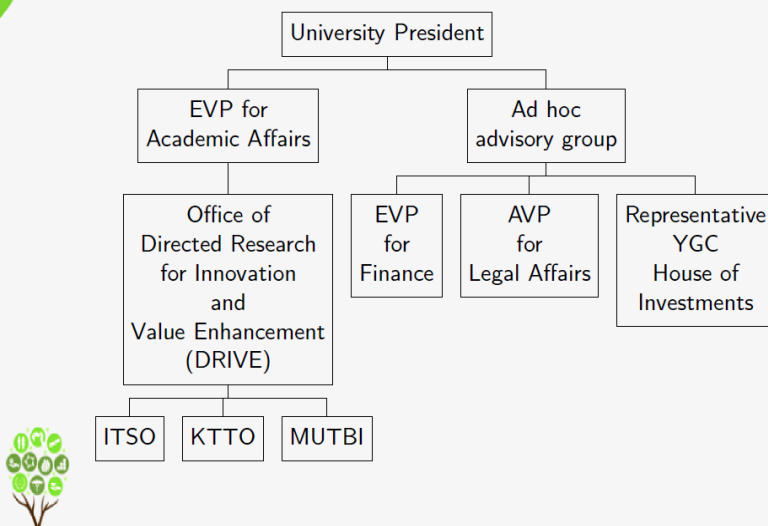 University President
EVP for
Academic Affairs
Ad hoc
advisory group
Office of
Directed Research
for Innovation
and
Value Enhancement
(DRIVE)
EVP
for
Finance
AVP
for
Legal Affairs
Representative
YGC
House of
Investments
ITSO
KTTO
MUTBI